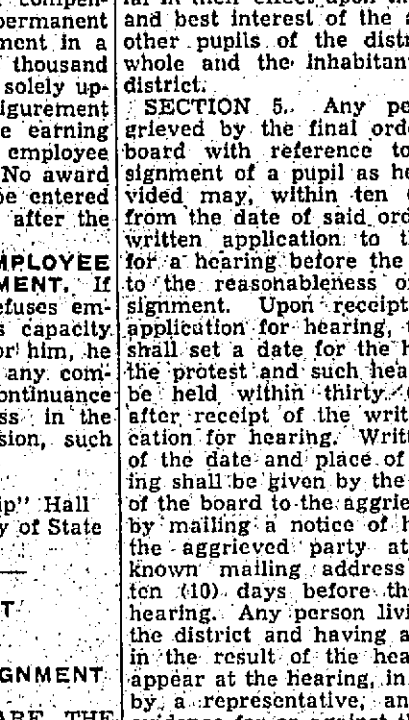 permanent
ment in a
thousand
solely up-
igurement
e earning
employee
No award
be entered
after the
MPLOYEE
MENT. If
efuses em-
s capacity
or him, he
any com-
ontinuance
ss in the
sion, such
ip" Hall
y of State
T
GNMENT
ARE THE
and best interest of the a
other pupils of the distr
whole and the inhabitan
district.
SECTION 5. Any pe
grieved by the final ord
board with reference to
signment of a pupil as he
vided may, within ten
from the date of said ord
written application to t
for a hearing before the
to the reasonableness o
signment. Upon receipt
application for hearing,
shall set a date for the h
the protest and such hea
be held within thirty (
after receipt of the writ
cation for hearing. Writ
of the date and place of
ing shall be given by the
of the board to the aggrie
by mailing a notice of h
the aggrieved party at
known mailing address
ten (10) days before th
hearing. Any person livi
the district and having a
in the result of the hea
appear at the hearing, in
by a representative, an